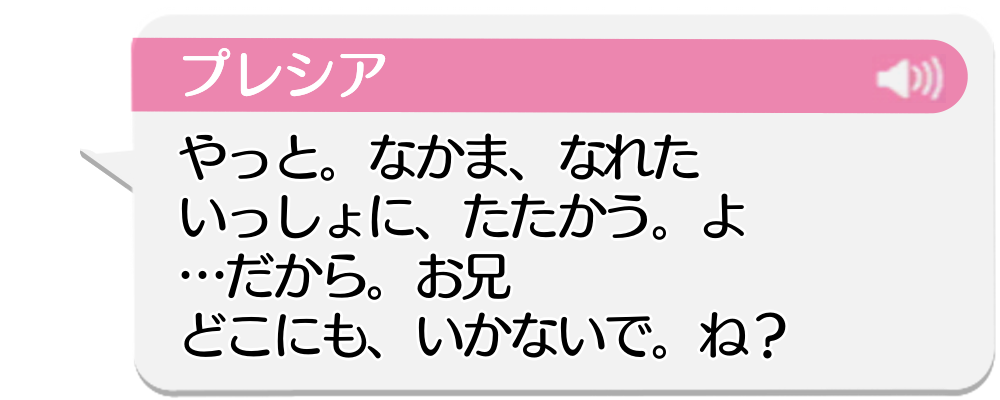 プレシア
やっと。なかま、なれた
いっしょに、たたかう。よ
…だから。お兄
どこにも、いかないで。ね？